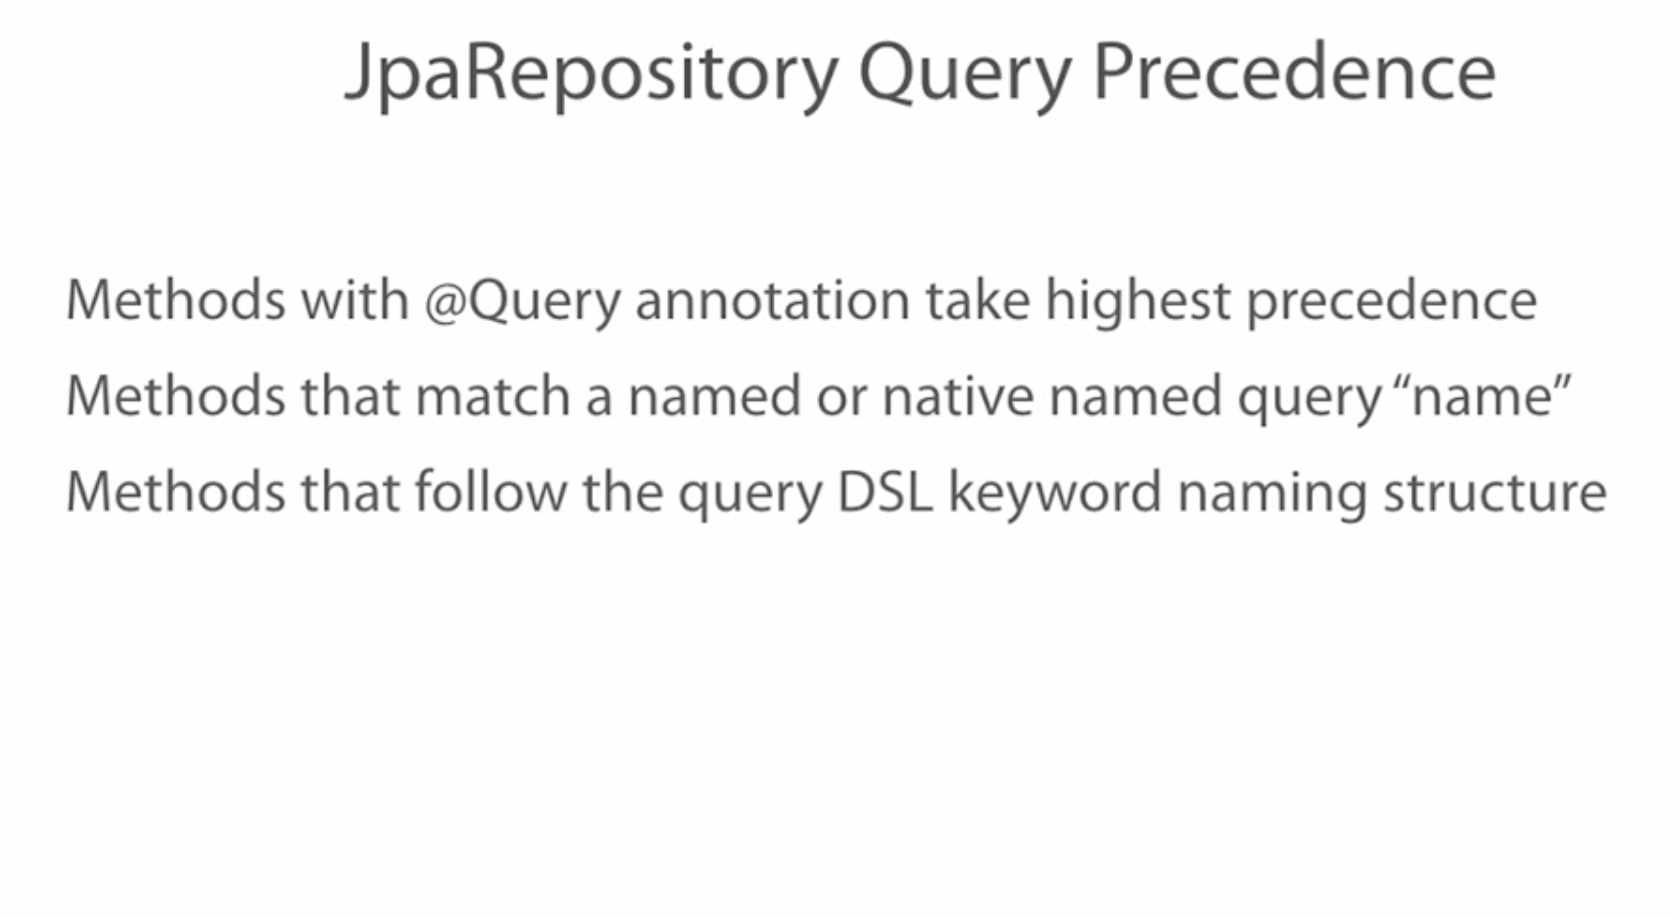 JpaRepository Query Precedence
Methods with @Query annotation take highest precedence
Methods that match a named or native named query “name”
Methods that follow the query DSL keyword naming structure